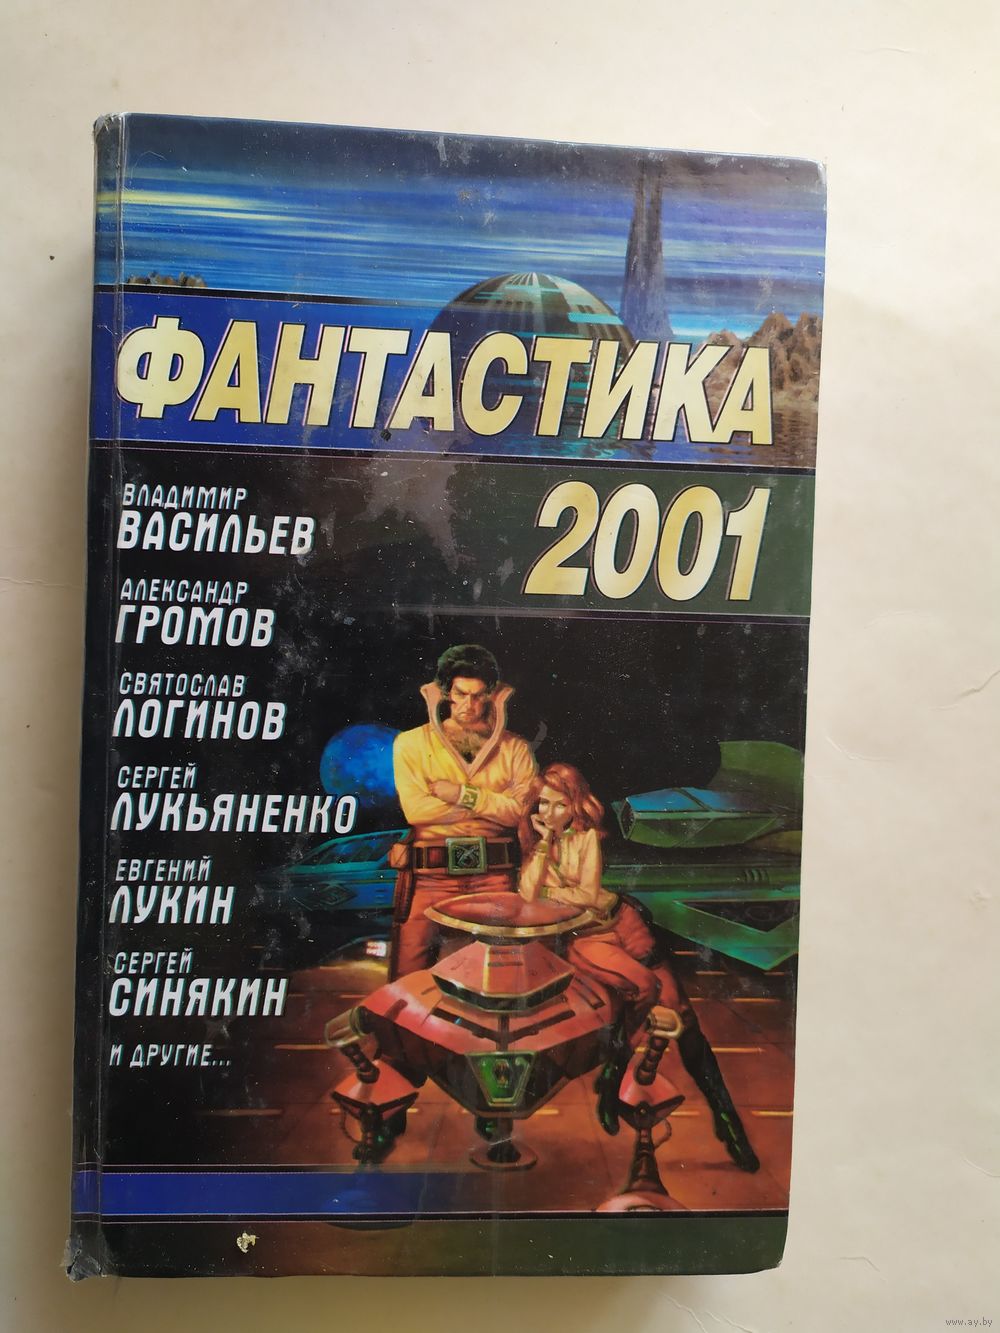 ФАНТАСТИКА
2001
ВЛАДИМИР
ВАСИЛЬЕВ
АЛЕКСАНДР
ГРОМОВ
СВЯТОСЛАВ
ЛОГИНОВ
СЕРГЕЙ
ЛУКЬЯНЕНКО
ЕВГЕНИЙ
ЛУКИН
СЕРГЕЙ
СИНЯКИН
И ДРУГИЕ...
www.ay.by